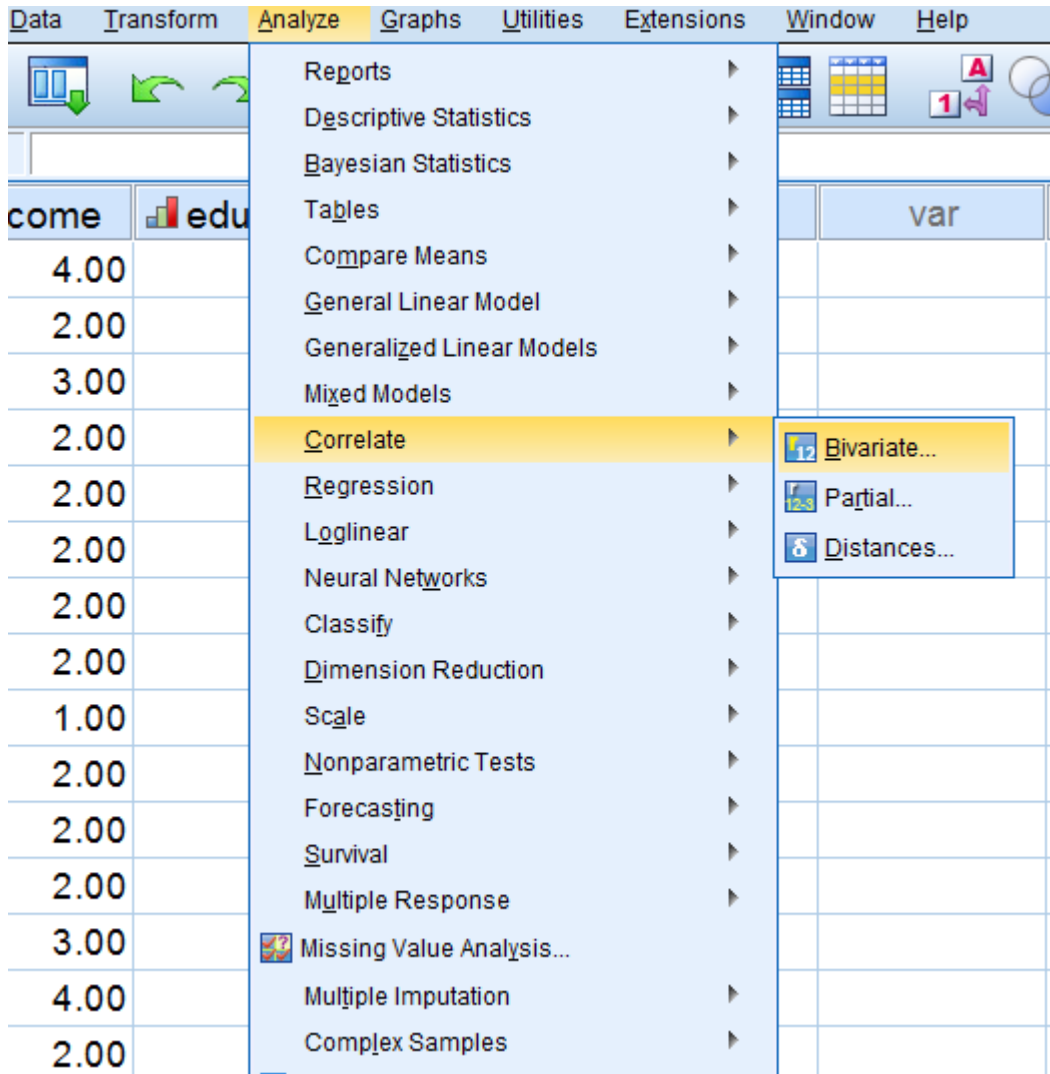 Data Transform Analyze Graphs Utilities Extensions Window Help
A
1
come edu var
Reports
Descriptive Statistics
Bayesian Statistics
Tables
Compare Means
General Linear Model
Generalized Linear Models
Mixed Models
Correlate
Regression
Loglinear
Neural Networks
Classify
Dimension Reduction
Scale
Nonparametric Tests
Forecasting
Survival
Multiple Response
Missing Value Analysis...
Multiple Imputation
Complex Samples
12 Bivariate...
12-3 Partial...
δ Distances...
4.00
2.00
3.00
2.00
2.00
2.00
2.00
2.00
1.00
2.00
2.00
2.00
3.00
4.00
2.00